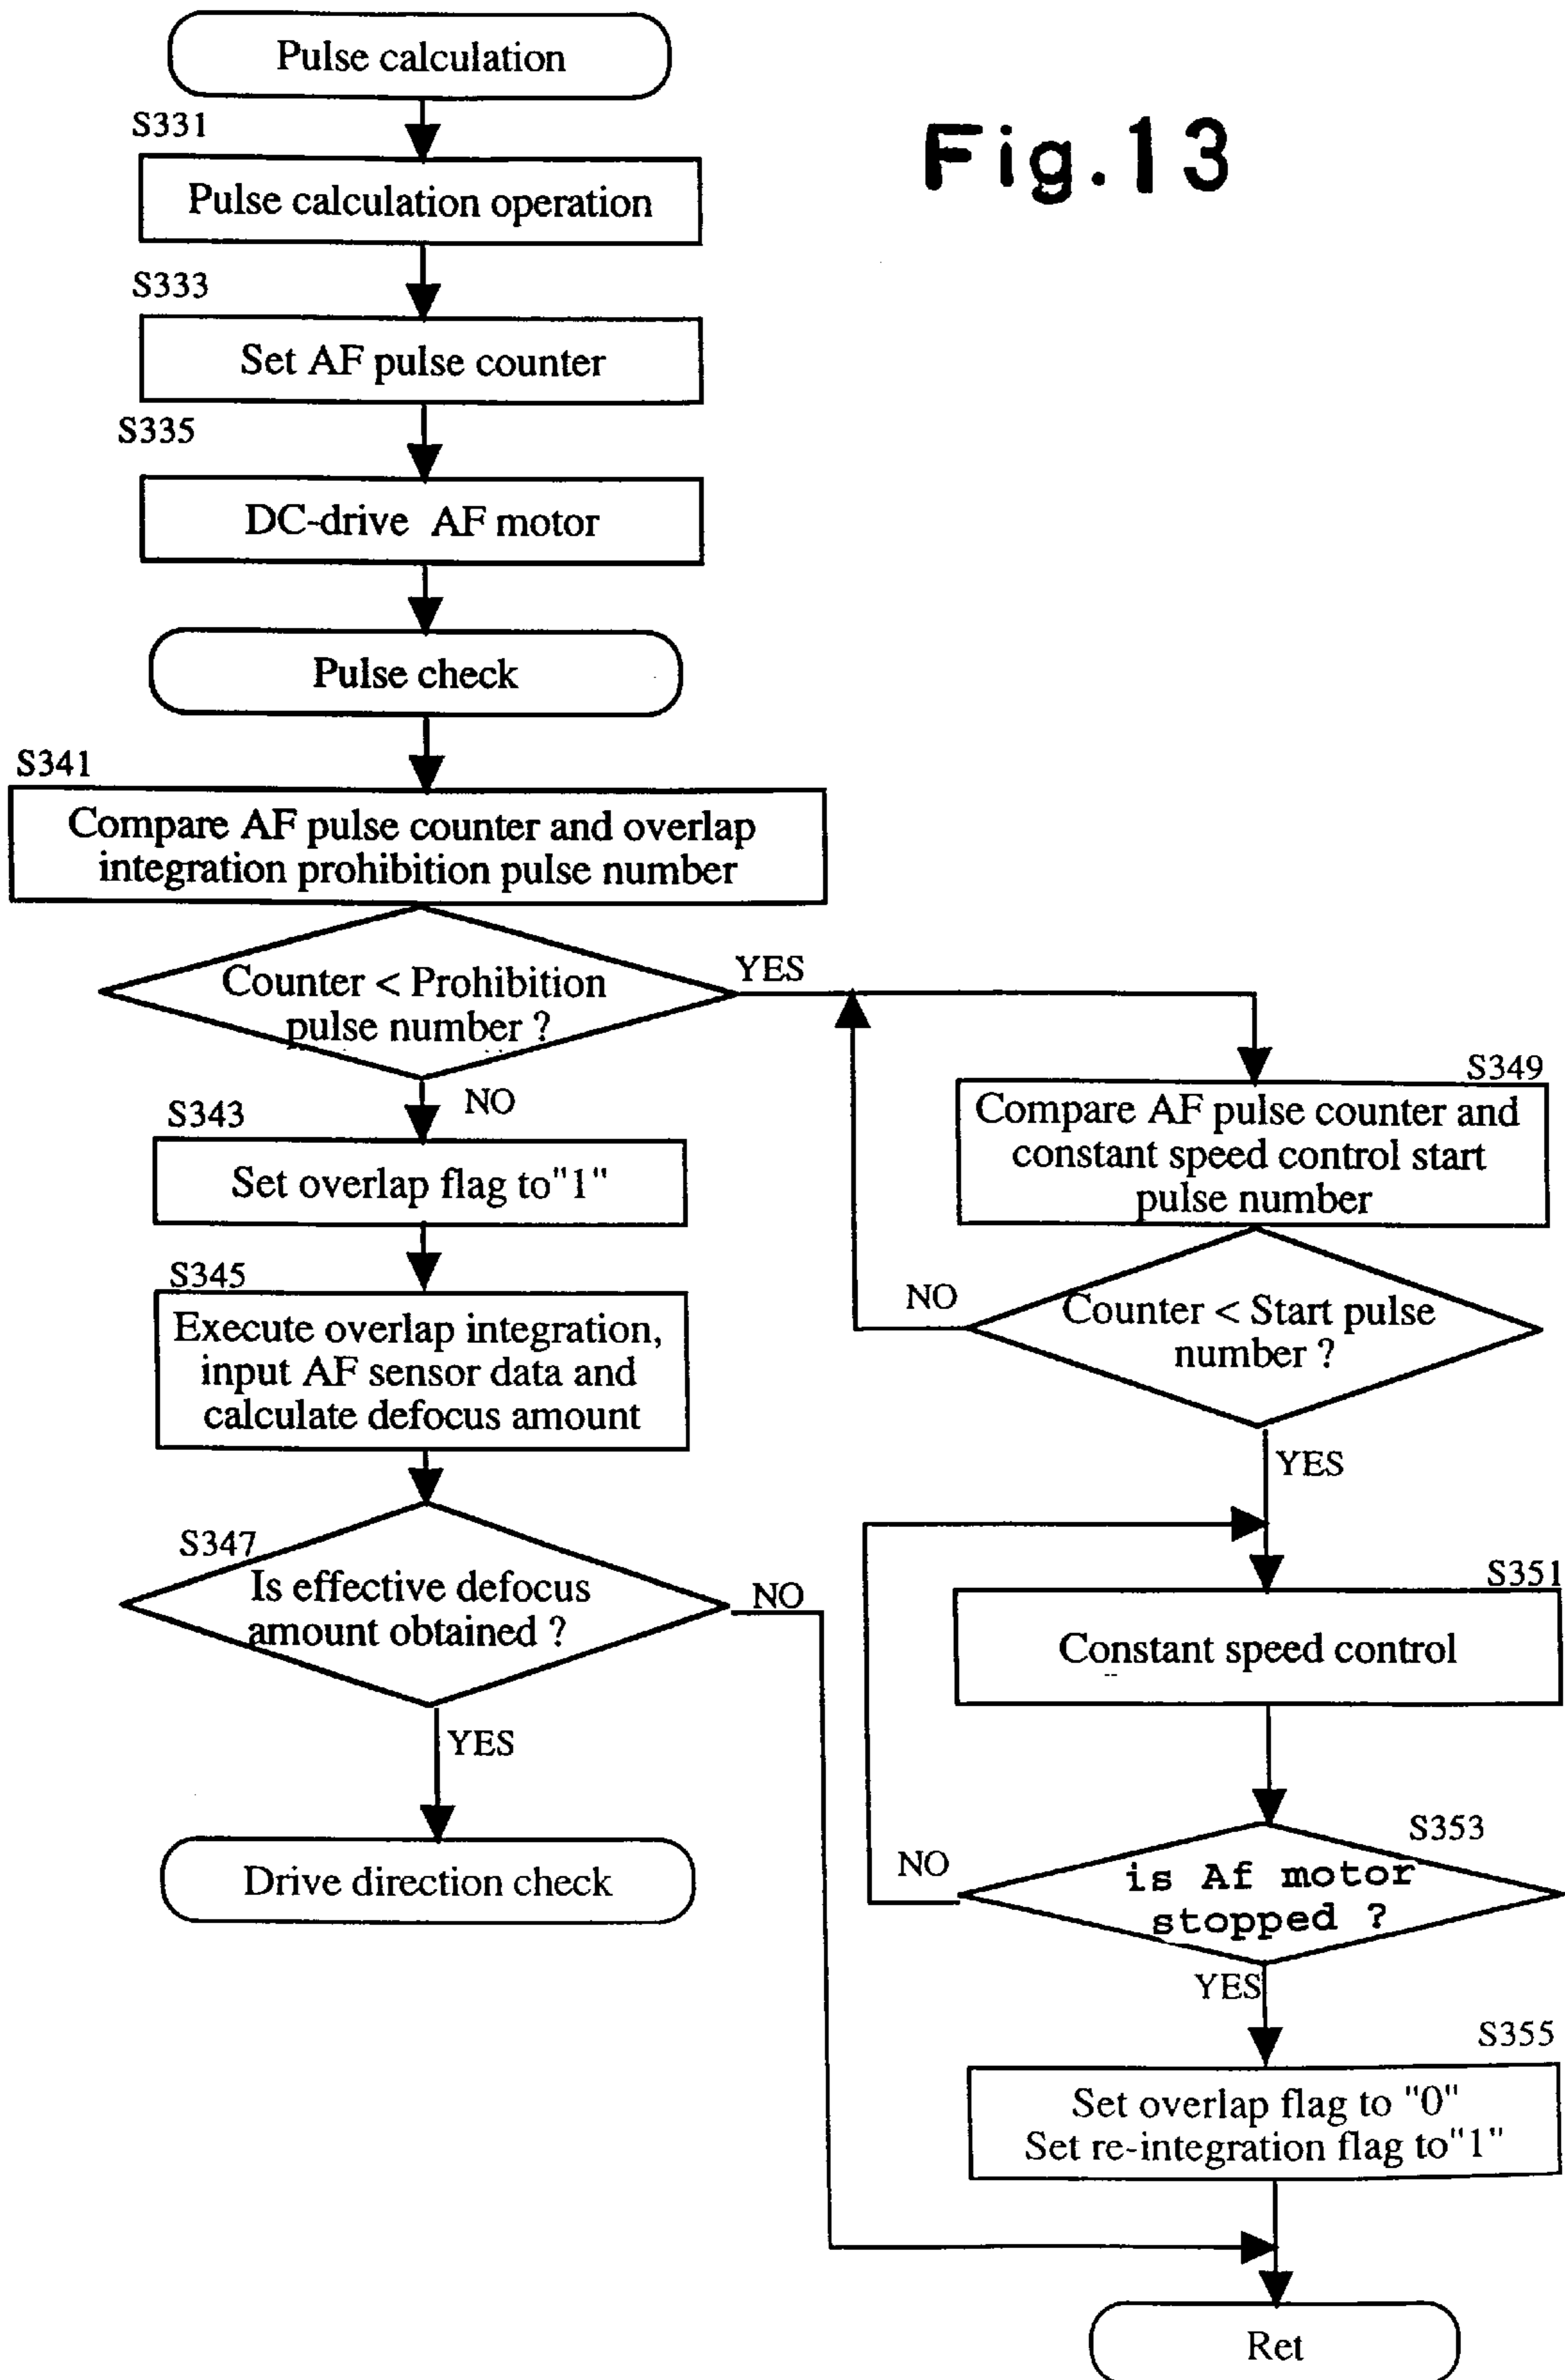 Pulse calculation
Fig.13
S331
Pulse calculation operation
S333
Set AF pulse counter
S335
DC-drive AF motor
Pulse check
S341
Compare AF pulse counter and overlap
integration prohibition pulse number
Counter < Prohibition
pulse number ?
YES
NO
S343
Set overlap flag to"1"
S345
Execute overlap integration,
input AF sensor data and
calculate defocus amount
S347
Is effective defocus
amount obtained ?
NO
YES
Drive direction check
S349
Compare AF pulse counter and
constant speed control start
pulse number
NO
Counter < Start pulse
number ?
YES
S351
Constant speed control
S353
NO
is Af motor
stopped ?
YES
S355
Set overlap flag to "0"
Set re-integration flag to"1"
Ret